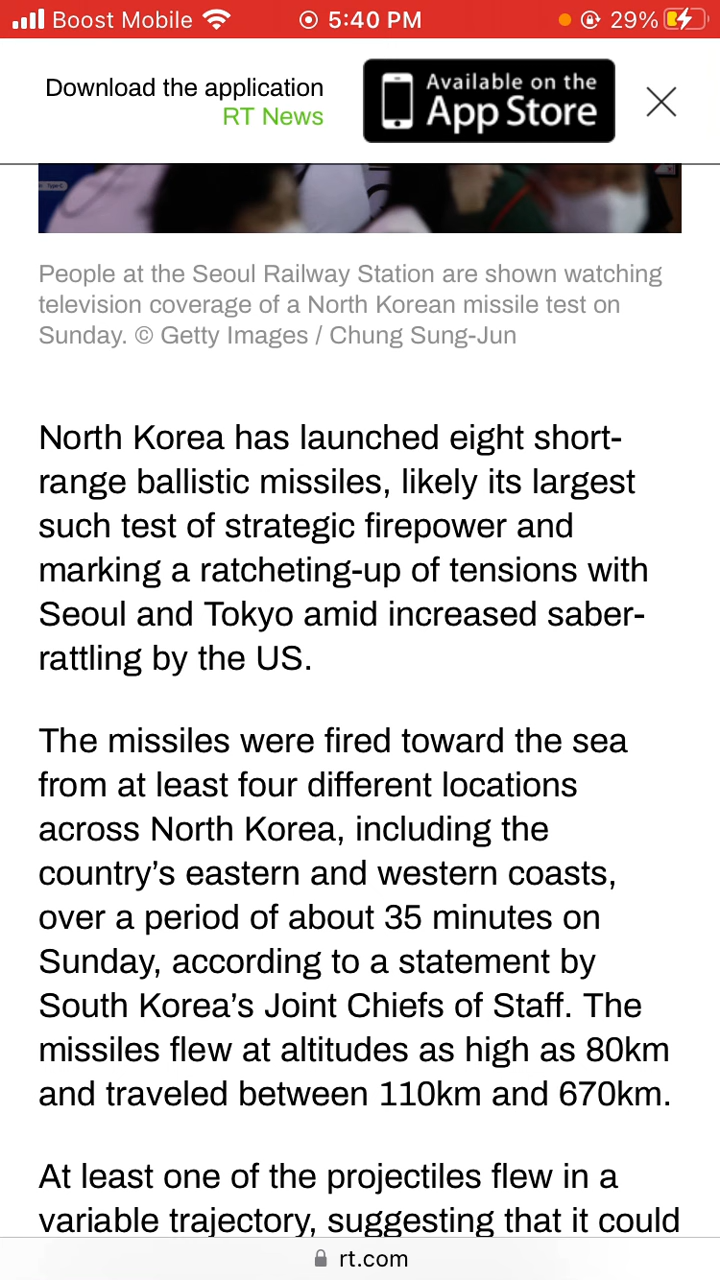 Boost Mobile 5:40 PM 29%
Download the application
RT News
Available on the
App Store
People at the Seoul Railway Station are shown watching
television coverage of a North Korean missile test on
Sunday. © Getty Images / Chung Sung-Jun
North Korea has launched eight short-
range ballistic missiles, likely its largest
such test of strategic firepower and
marking a ratcheting-up of tensions with
Seoul and Tokyo amid increased saber-
rattling by the US.
The missiles were fired toward the sea
from at least four different locations
across North Korea, including the
country's eastern and western coasts,
over a period of about 35 minutes on
Sunday, according to a statement by
South Korea's Joint Chiefs of Staff. The
missiles flew at altitudes as high as 80km
and traveled between 110km and 670km.
At least one of the projectiles flew in a
variable trajectory, suggesting that it could
rt.com